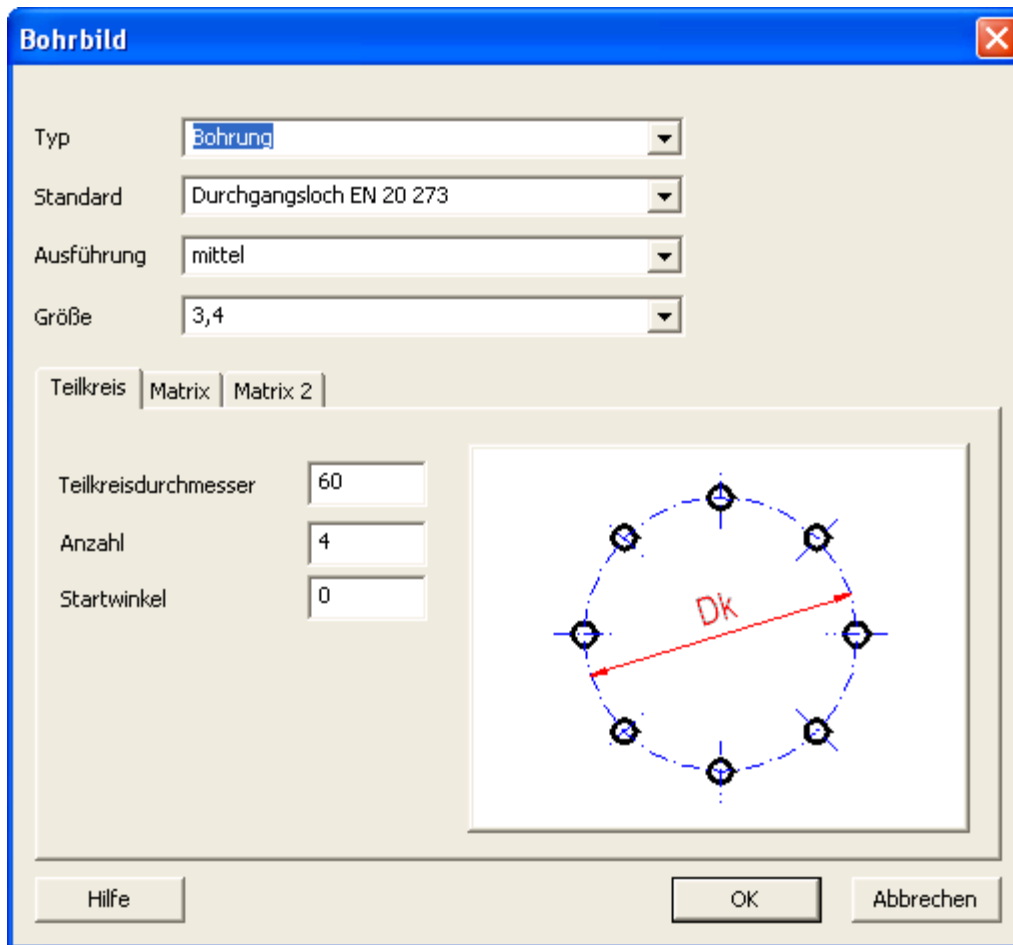 Bohrbild
Typ Bohrung
Standard Durchgangsloch EN 20 273
Ausführung mittel
Größe 3,4
Teilkreis Matrix Matrix 2
Teilkreisdurchmesser 60
Anzahl 4
Startwinkel 0
Dk
Hilfe OK Abbrechen